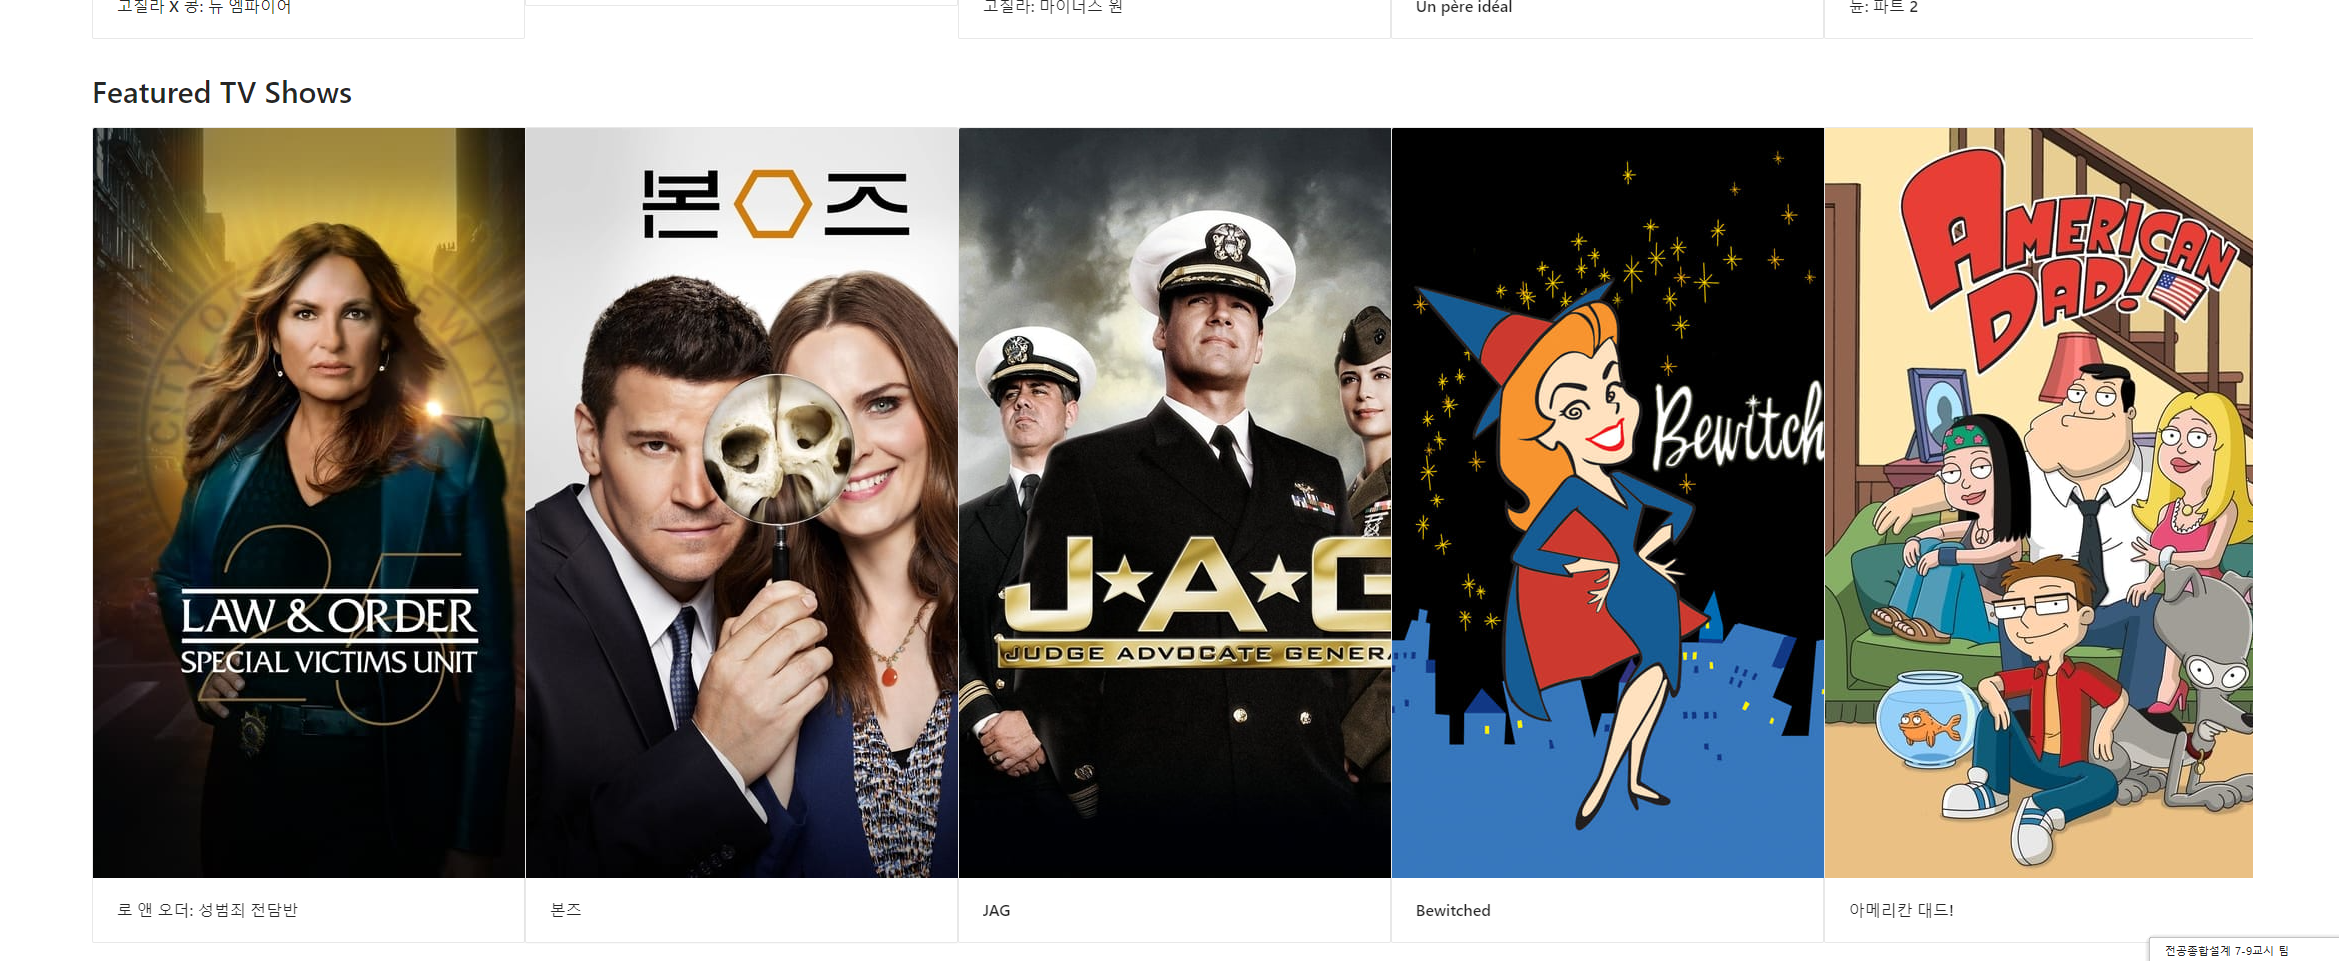 고질라 X 콩: 뉴 엠파이어
고질라: 마이너스 원
Un père idéal
듄: 파트 2
Featured TV Shows
25
LAW & ORDER
SPECIAL VICTIMS UNIT
본즈
J★A★G
JUDGE ADVOCATE GENERA
Bewitch
AMERICAN
DAD!
로 앤 오더: 성범죄 전담반
본즈
JAG
Bewitched
아메리칸 대드!
전공종합설계 7-9교시 팀